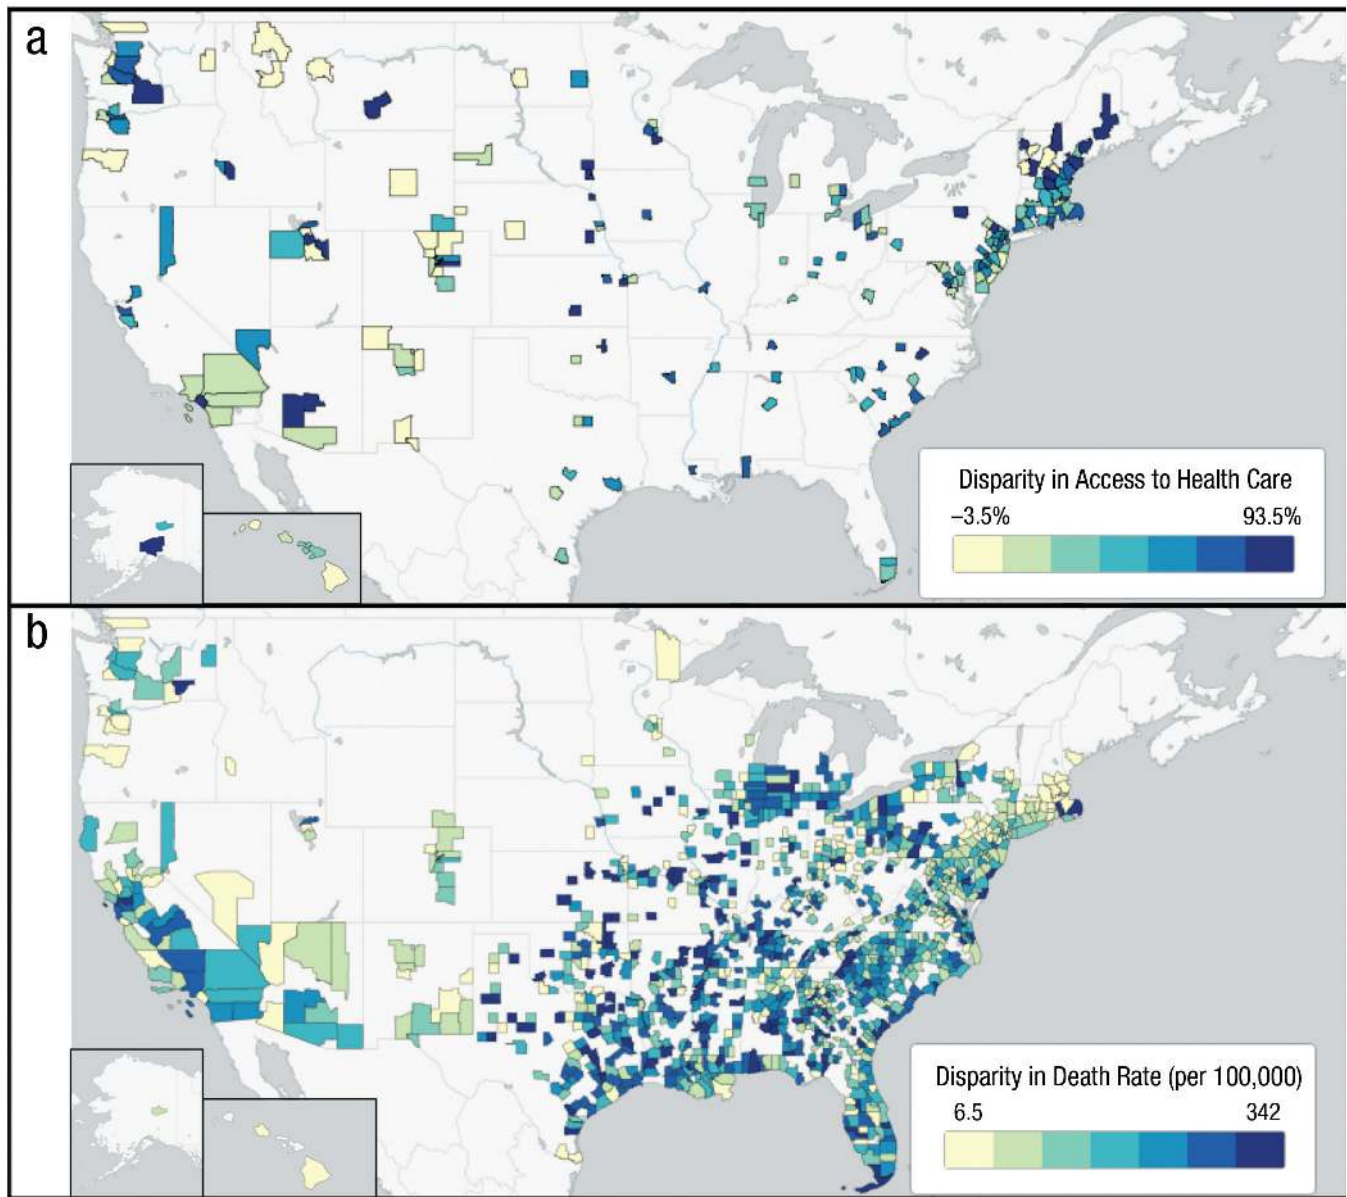 a
Disparity in Access to Health Care
–3.5% 93.5%
b
Disparity in Death Rate (per 100,000)
6.5 342